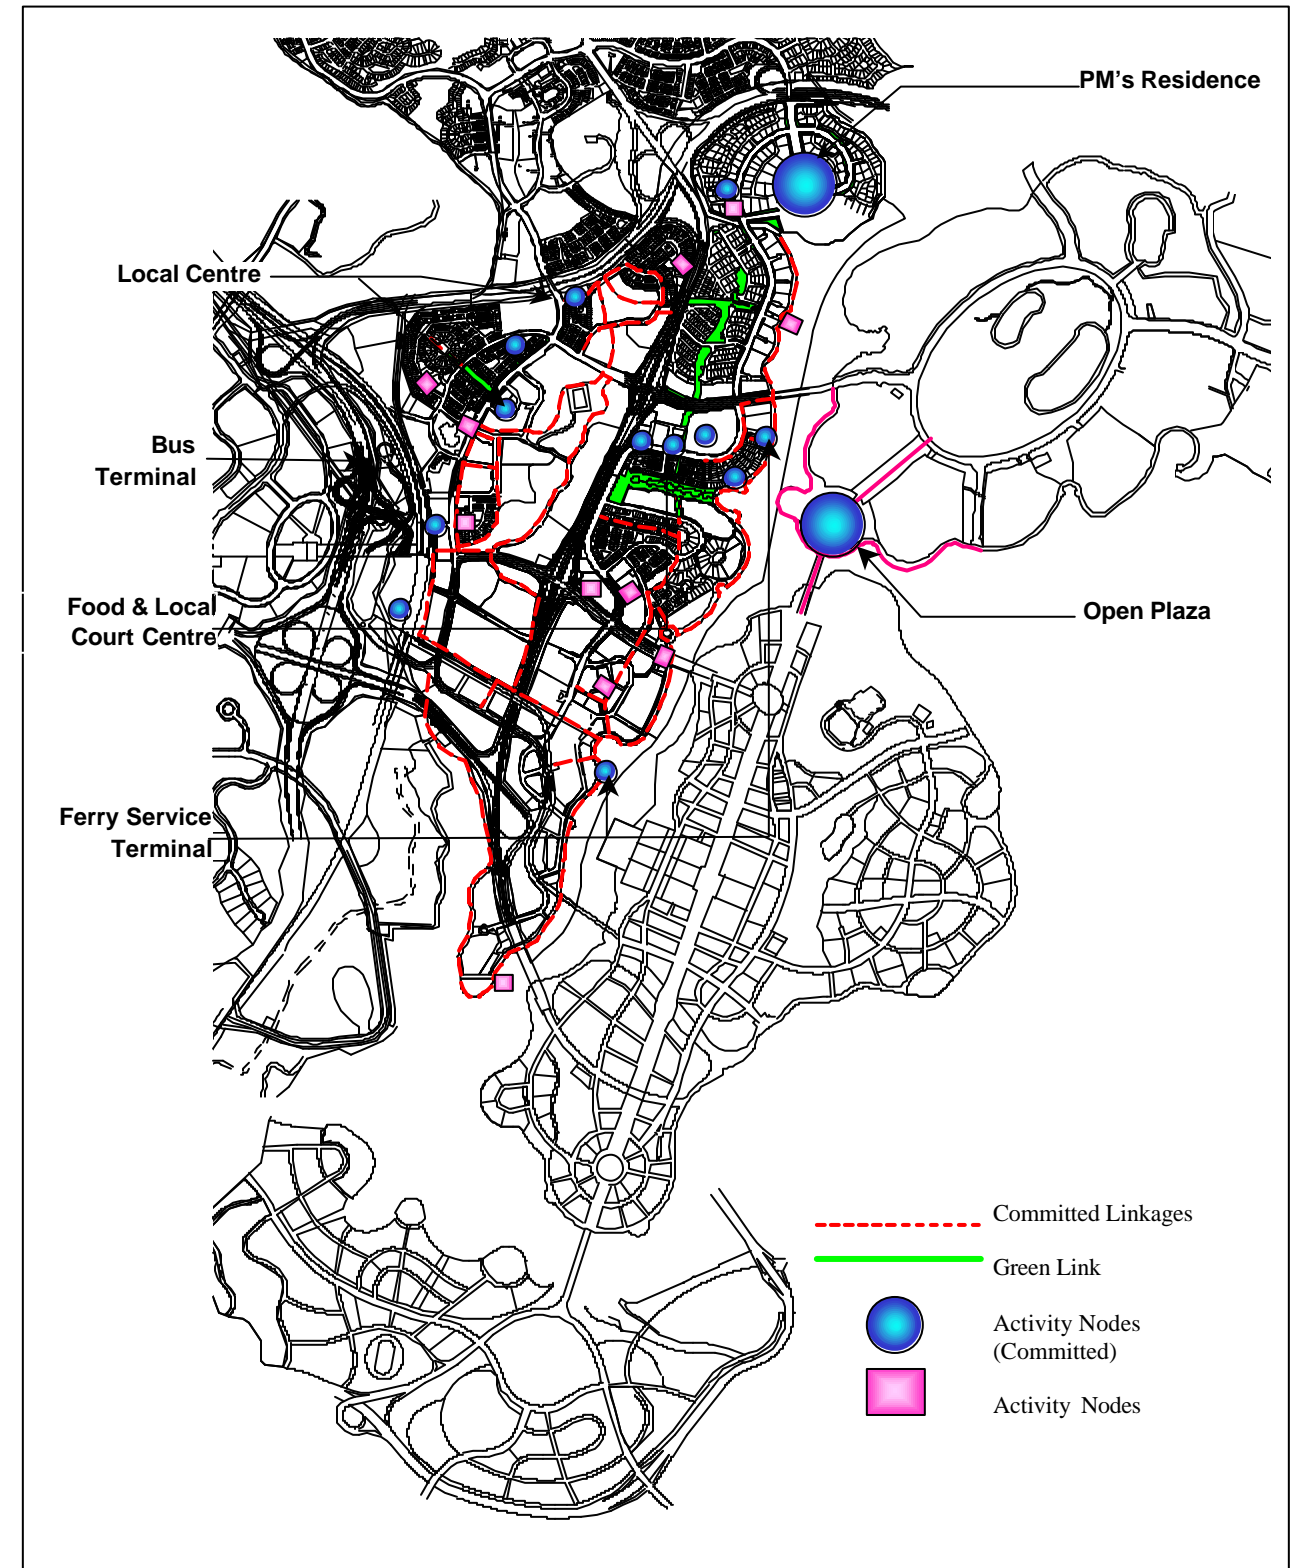 PM's Residence
Local Centre
Bus
Terminal
Food & Local
Court Centre
Open Plaza
Ferry Service
Terminal
Committed Linkages
Green Link
Activity Nodes
(Committed)
Activity Nodes